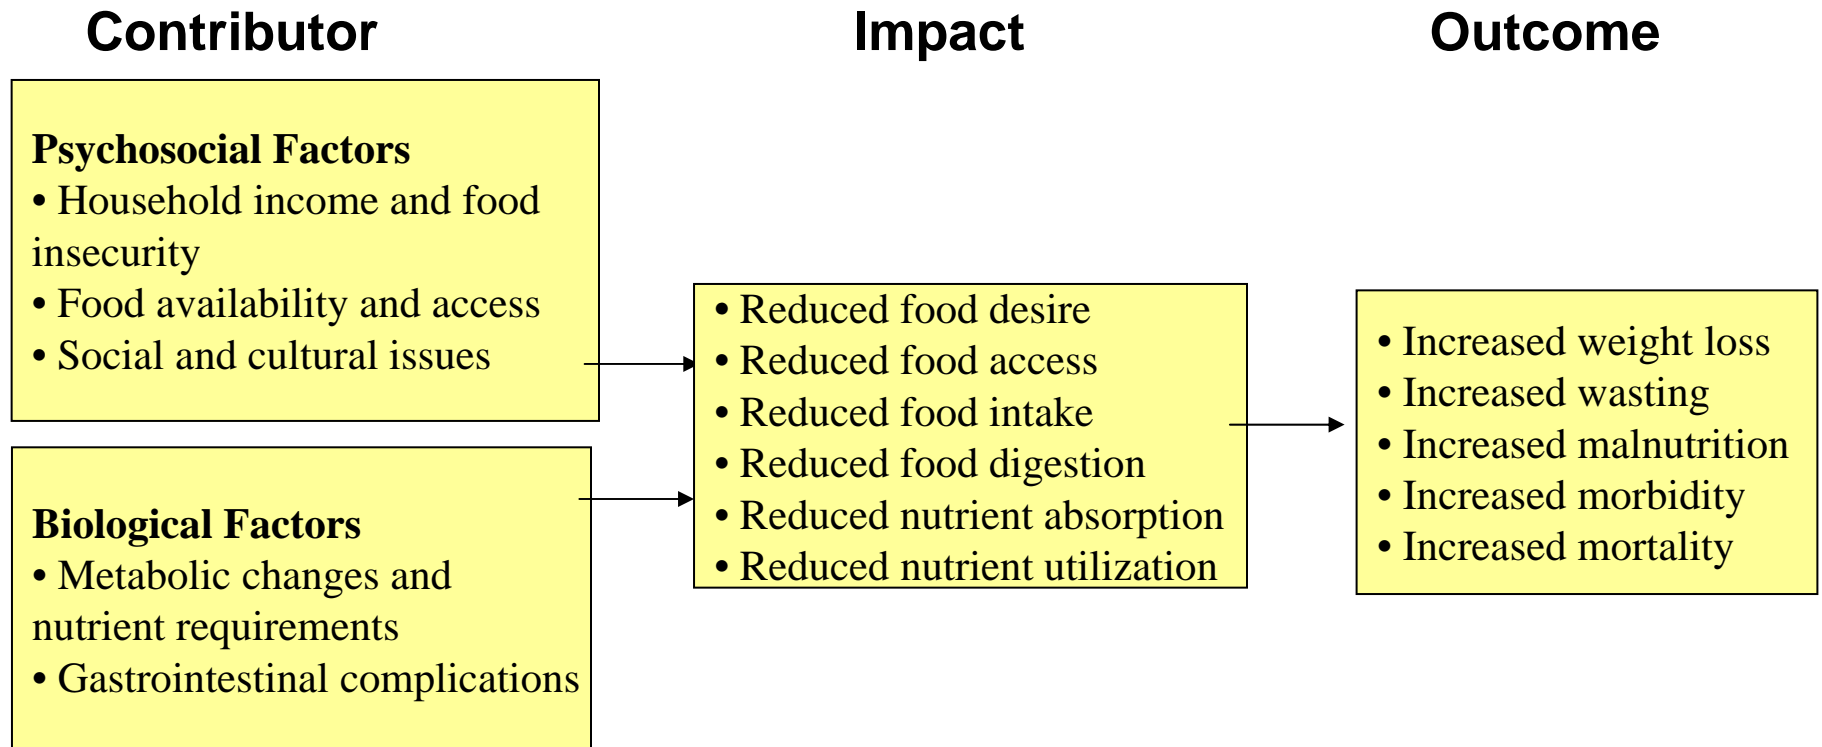 Contributor
Impact
Outcome
Psychosocial Factors
• Household income and food
insecurity
• Food availability and access
• Social and cultural issues
Biological Factors
• Metabolic changes and
nutrient requirements
• Gastrointestinal complications
• Reduced food desire
• Reduced food access
• Reduced food intake
• Reduced food digestion
• Reduced nutrient absorption
• Reduced nutrient utilization
• Increased weight loss
• Increased wasting
• Increased malnutrition
• Increased morbidity
• Increased mortality